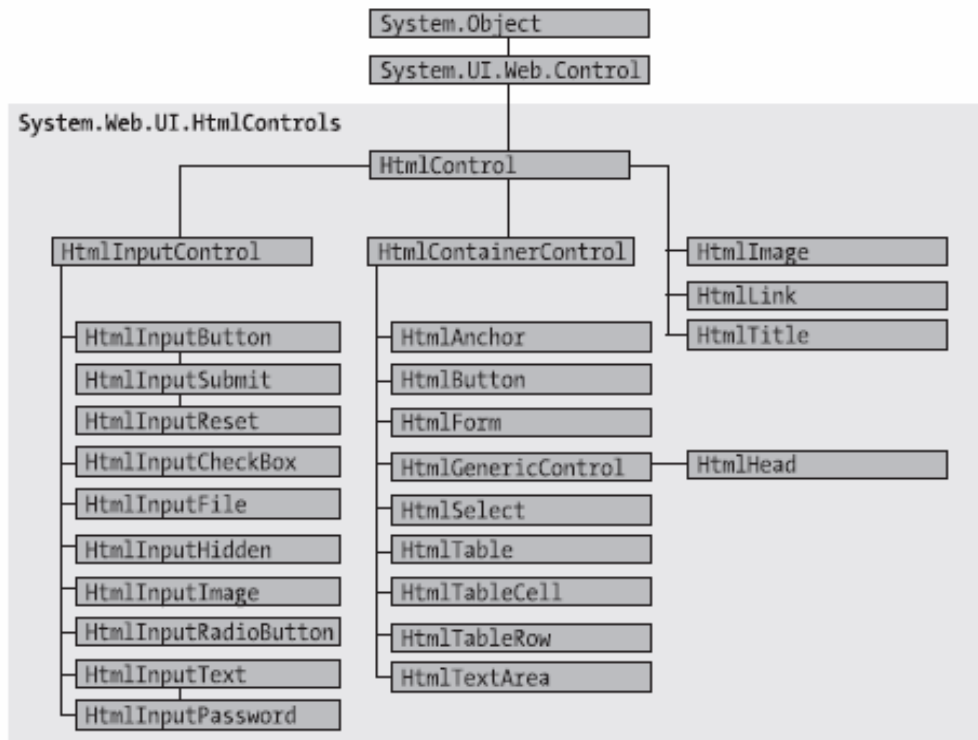 System.Object
System.UI.Web.Control
System.Web.UI.HtmlControls
HtmlControl
HtmlInputControl
HtmlInputButton
HtmlInputSubmit
HtmlInputReset
HtmlInputCheckBox
HtmlInputFile
HtmlInputHidden
HtmlInputImage
HtmlInputRadioButton
HtmlInputText
HtmlInputPassword
HtmlContainerControl
HtmlAnchor
HtmlButton
HtmlForm
HtmlGenericControl
HtmlHead
HtmlSelect
HtmlTable
HtmlTableCell
HtmlTableRow
HtmlTextArea
HtmlImage
HtmlLink
HtmlTitle